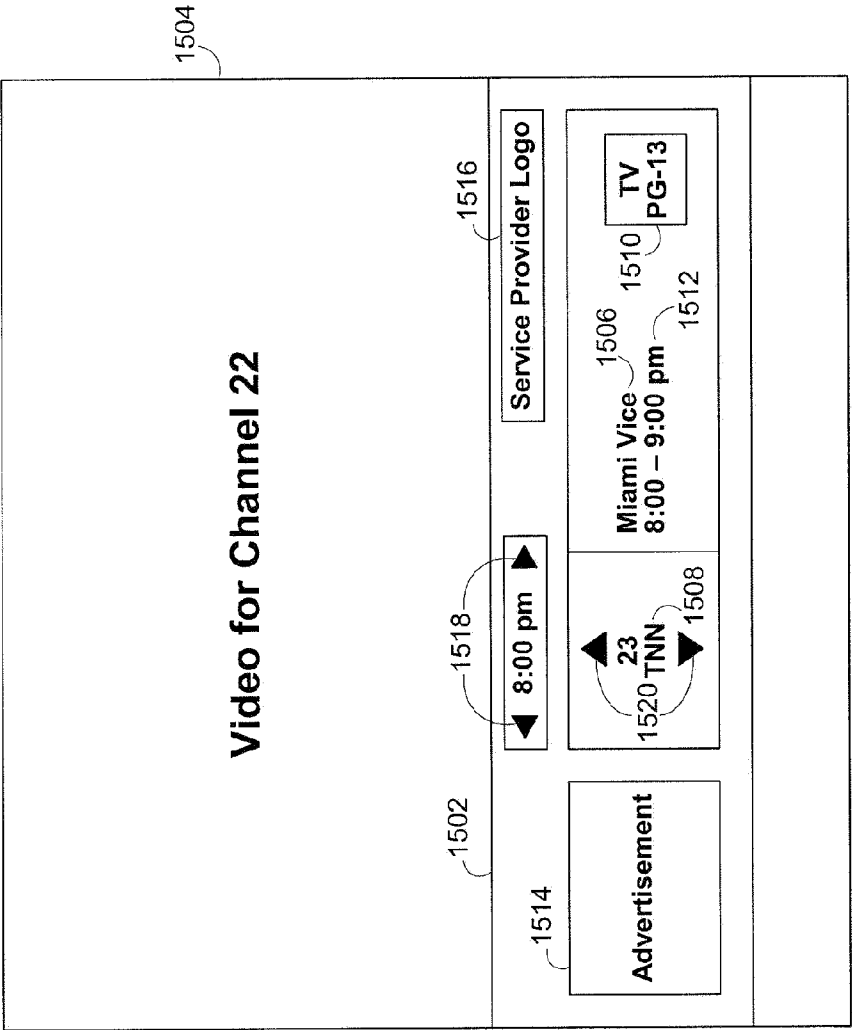 1504
Video for Channel 22
1502
1518
1516
8:00 pm
Service Provider Logo
1514
Advertisement
1520
23
TNN
1508
Miami Vice
1506
8:00 – 9:00 pm
1512
1510
TV
PG-13